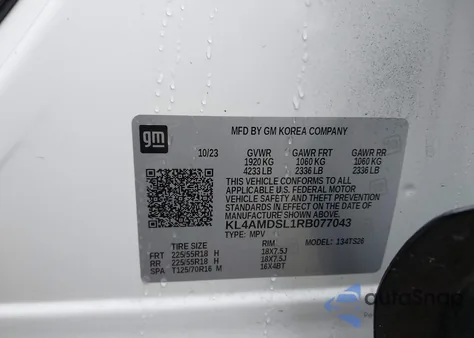 gm
MFD BY GM KOREA COMPANY
10/23 GVWR GAWR FRT GAWR RR
1920 KG 1060 KG 1060 KG
4233 LB 2336 LB 2336 LB
THIS VEHICLE CONFORMS TO ALL
APPLICABLE U.S. FEDERAL MOTOR
VEHICLE SAFETY AND THEFT PREVENTION
STANDARDS IN EFFECT ON THE DATE OF
MANUFACTURE SHOWN ABOVE.
KL4AMDSL1RB077043
TYPE: MPV MODEL: 134TS26
TIRE SIZE RIM
FRT 225/55R18 H 18X7.5J
RR 225/55R18 H 18X7.5J
SPA T125/70R16 M 16X4BT
autoSnap